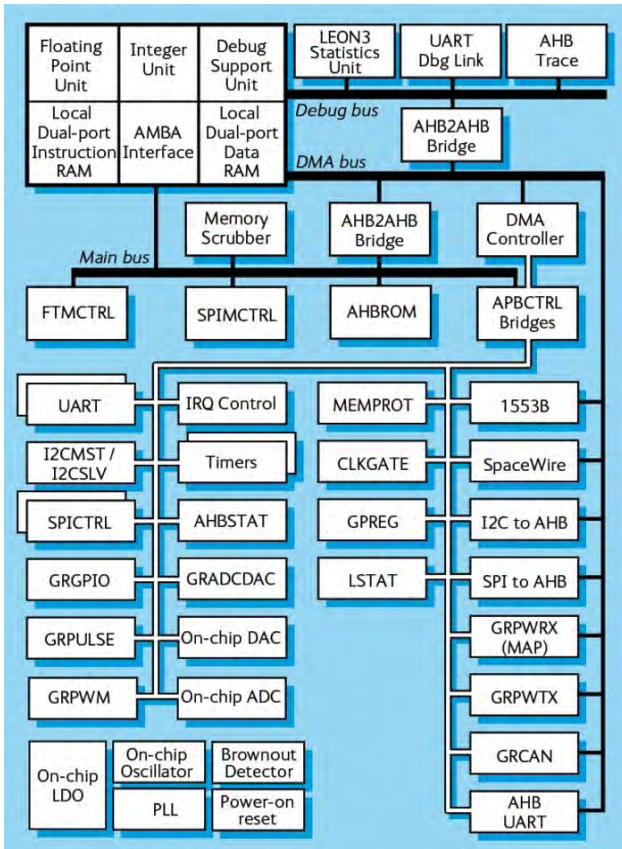 Floating
Point
Unit
Integer
Unit
Debug
Support
Unit
LEON3
Statistics
Unit
UART
Dbg Link
AHB
Trace
Local
Dual-port
Instruction
RAM
AMBA
Interface
Local
Dual-port
Data
RAM
Debug bus
AHB2AHB
Bridge
DMA bus
Memory
Scrubber
AHB2AHB
Bridge
DMA
Controller
Main bus
FTMCTRL
SPIMCTRL
AHBROM
APBCTRL
Bridges
UART
IRQ Control
MEMPROT
1553B
I2CMST /
I2CSLV
Timers
CLKGATE
SpaceWire
SPICTRL
AHBSTAT
GPREG
I2C to AHB
GRGPIO
GRADCDAC
LSTAT
SPI to AHB
GRPULSE
On-chip DAC
GRPWRX
(MAP)
GRPWM
On-chip ADC
GRPWTX
On-chip
LDO
On-chip
Oscillator
Brownout
Detector
GRCAN
PLL
Power-on
reset
AHB
UART